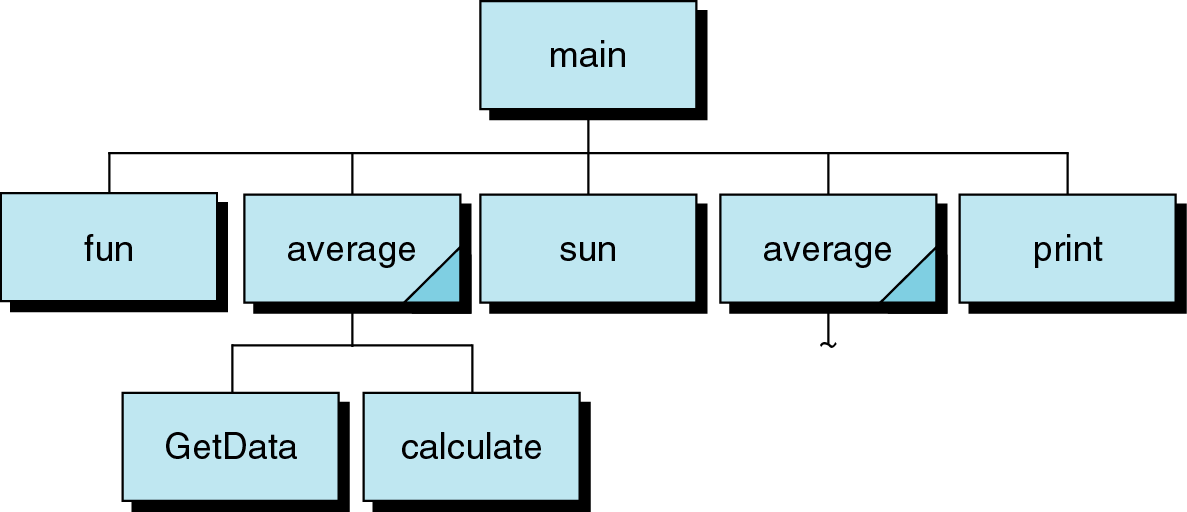 main
fun
average
sun
average
print
GetData
calculate